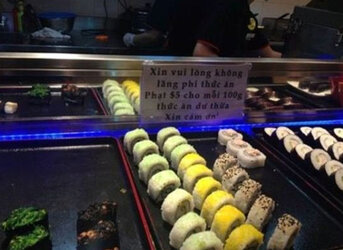 Xin vui lòng không
lãng phí thức ăn
Phạt $5 cho mỗi 100g
thức ăn dư thừa
Xin cảm ơn!